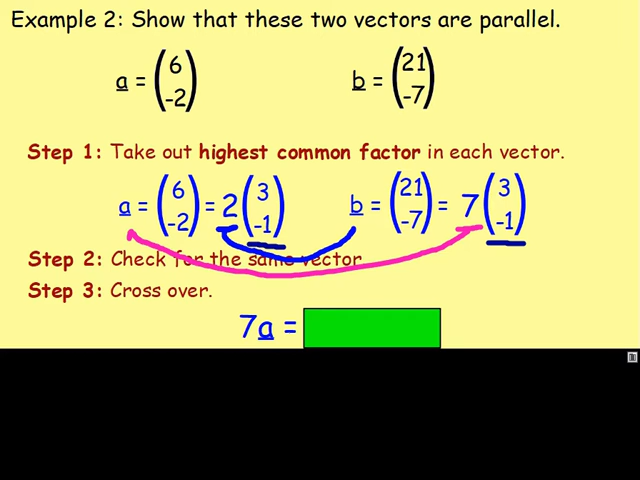 Example 2: Show that these two vectors are parallel.
a = (6 -2) b = (21 -7)
Step 1: Take out highest common factor in each vector.
a = (6 -2) = 2 (3 -1) b = (21 -7) = 7 (3 -1)
Step 2: Check for the same vector.
Step 3: Cross over.
7a =